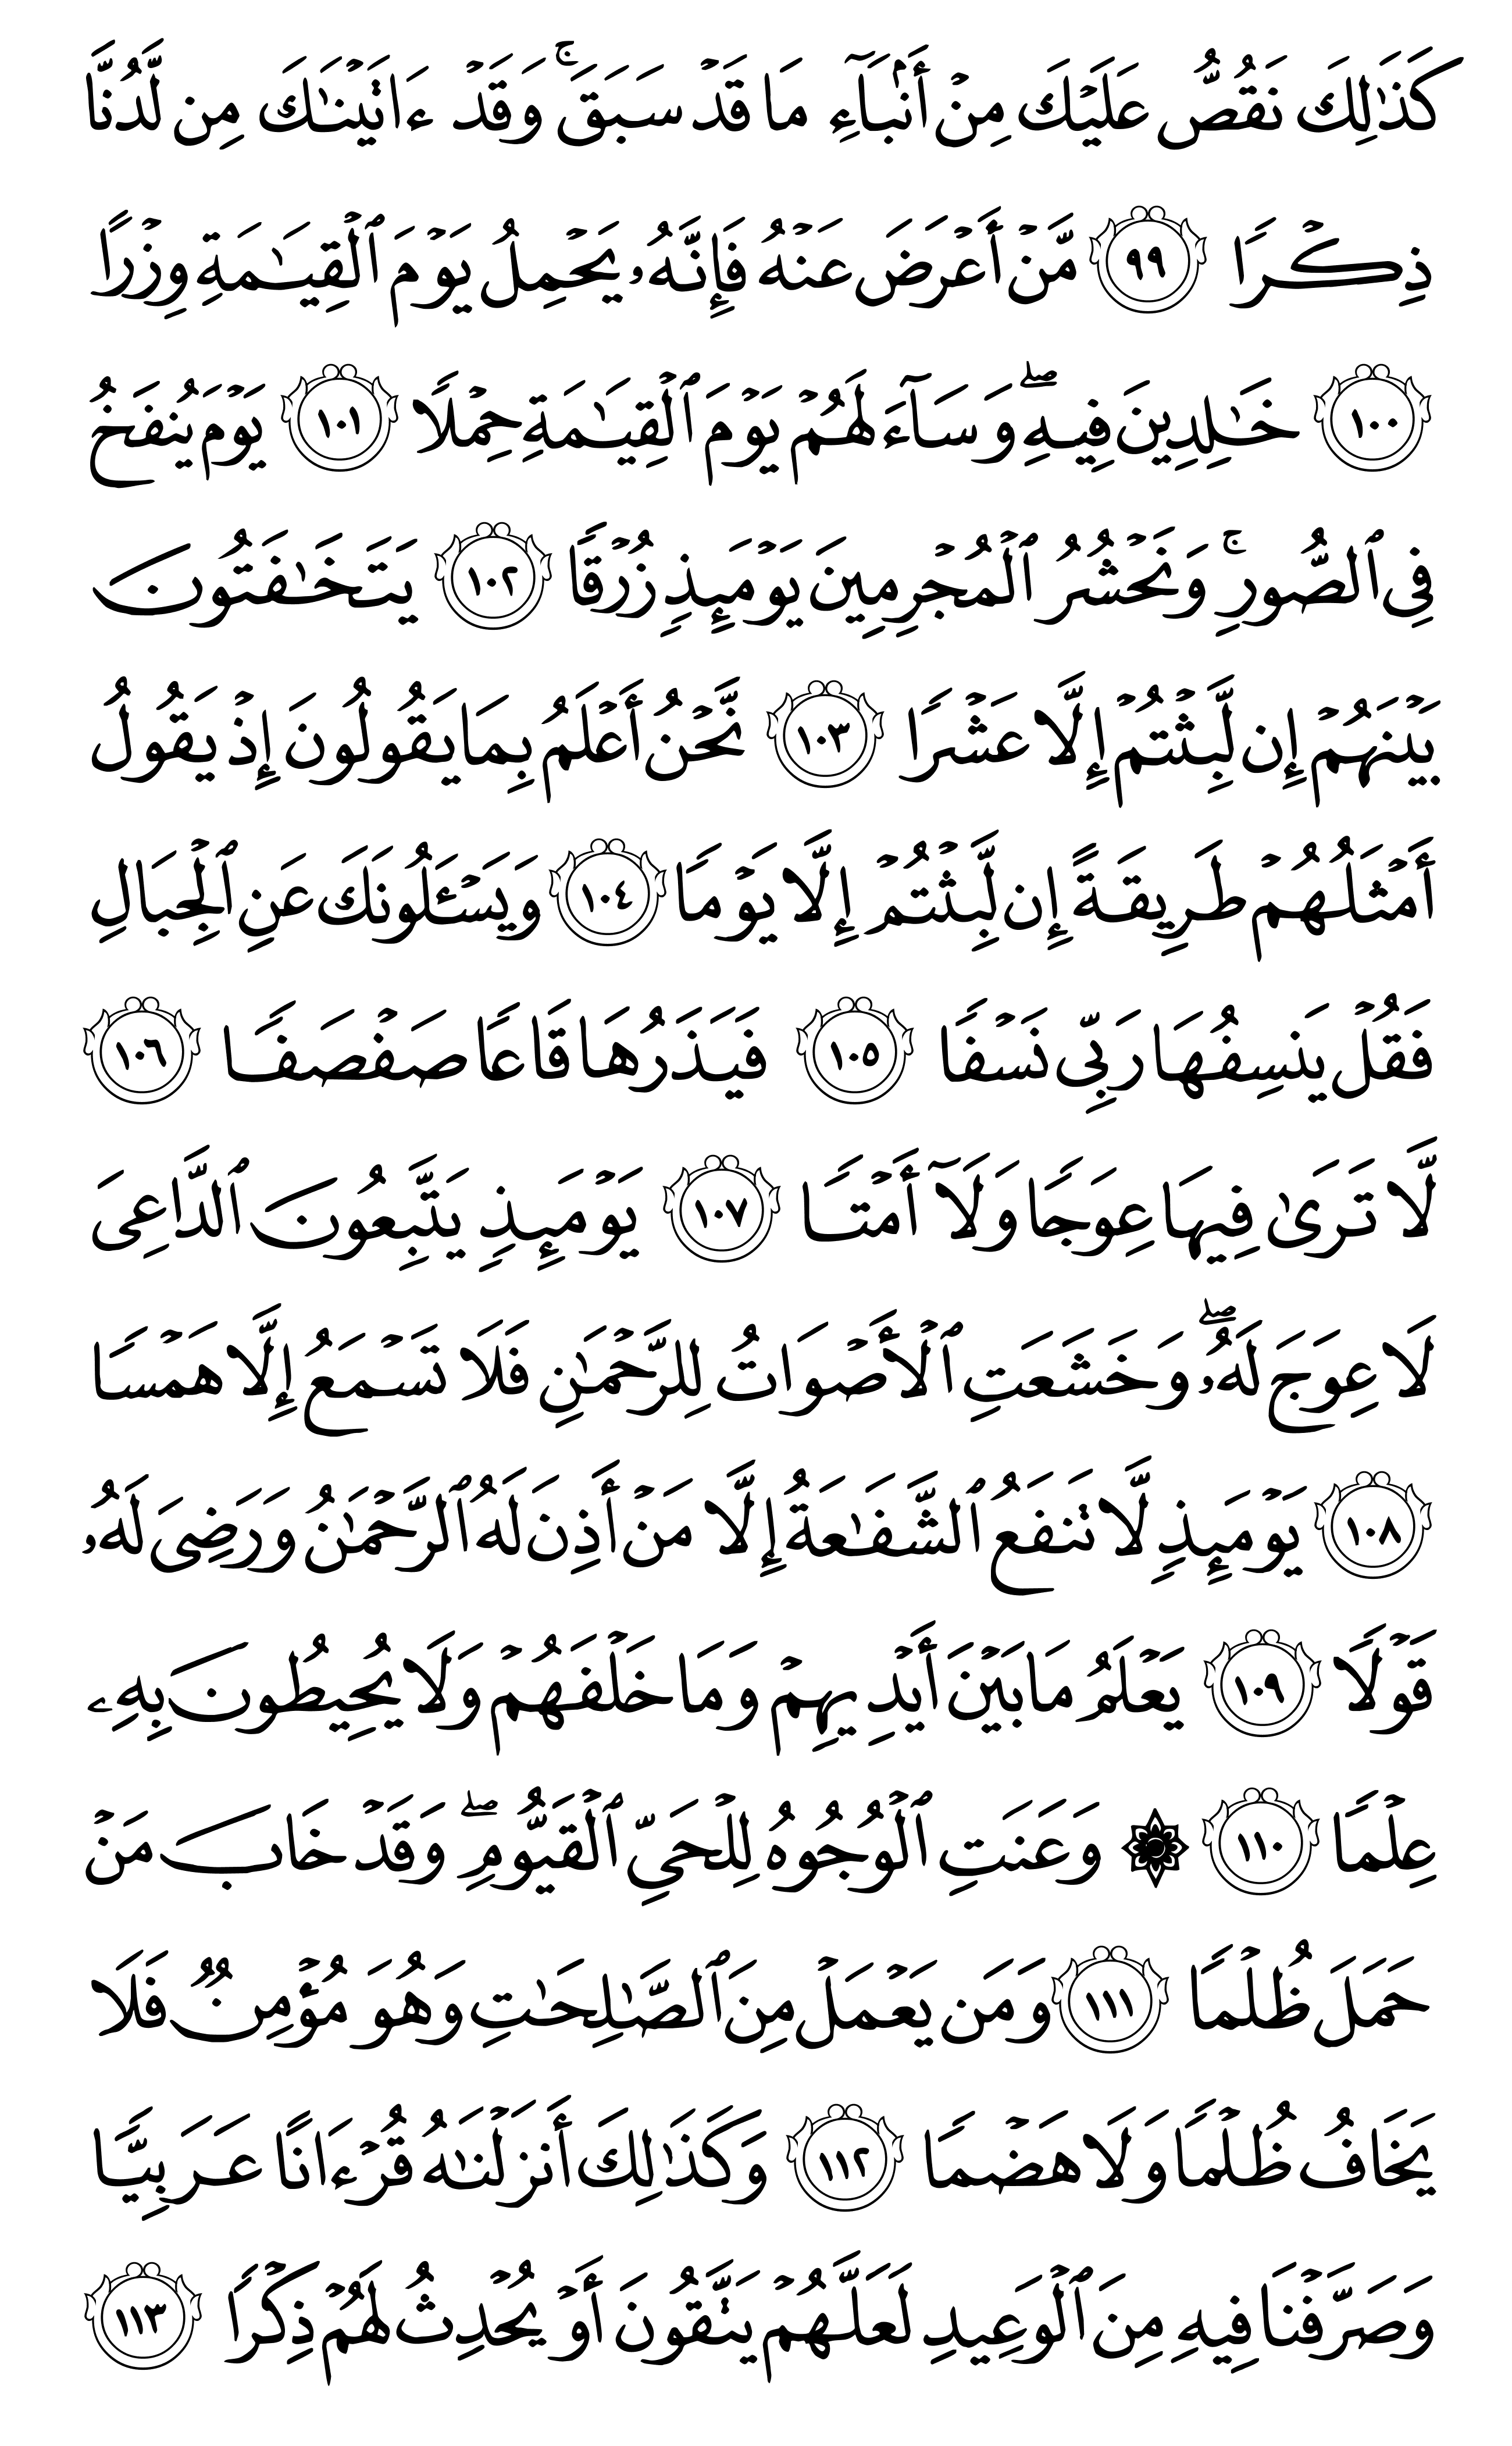 كَذَٰلِكَ نَقُصُّ عَلَيۡكَ مِنۡ أَنۢبَآءِ مَا قَدۡ سَبَقَۚ وَقَدۡ ءَاتَيۡنَٰكَ مِن لَّدُنَّا
ذِكۡرًا ٩٩ مَّنۡ أَعۡرَضَ عَنۡهُ فَإِنَّهُۥ يَحۡمِلُ يَوۡمَ ٱلۡقِيَٰمَةِ وِزۡرًا
١٠٠ خَٰلِدِينَ فِيهِۖ وَسَآءَ لَهُمۡ يَوۡمَ ٱلۡقِيَٰمَةِ حِمۡلًا ١٠١ يَوۡمَ يُنفَخُ
فِي ٱلصُّورِۚ وَنَحۡشُرُ ٱلۡمُجۡرِمِينَ يَوۡمَئِذٍ زُرۡقًا ١٠٢ يَتَخَٰفَتُونَ
بَيۡنَهُمۡ إِن لَّبِثۡتُمۡ إِلَّا عَشۡرًا ١٠٣ نَّحۡنُ أَعۡلَمُ بِمَا يَقُولُونَ إِذۡ يَقُولُ
أَمۡثَلُهُمۡ طَرِيقَةً إِن لَّبِثۡتُمۡ إِلَّا يَوۡمًا ١٠٤ وَيَسۡـَٔلُونَكَ عَنِ ٱلۡجِبَالِ
فَقُلۡ يَنسِفُهَا رَبِّي نَسۡفًا ١٠٥ فَيَذَرُهَا قَاعًا صَفۡصَفًا ١٠٦
لَّا تَرَىٰ فِيهَا عِوَجًا وَلَآ أَمۡتًا ١٠٧ يَوۡمَئِذٍ يَتَّبِعُونَ ٱلدَّاعِيَ
لَا عِوَجَ لَهُۥۖ وَخَشَعَتِ ٱلۡأَصۡوَاتُ لِلرَّحۡمَٰنِ فَلَا تَسۡمَعُ إِلَّا هَمۡسًا
١٠٨ يَوۡمَئِذٍ لَّا تَنفَعُ ٱلشَّفَٰعَةُ إِلَّا مَنۡ أَذِنَ لَهُ ٱلرَّحۡمَٰنُ وَرَضِيَ لَهُۥ
قَوۡلًا ١٠٩ يَعۡلَمُ مَا بَيۡنَ أَيۡدِيهِمۡ وَمَا خَلۡفَهُمۡ وَلَا يُحِيطُونَ بِهِۦ
عِلۡمًا ١١٠ ۞ وَعَنَتِ ٱلۡوُجُوهُ لِلۡحَيِّ ٱلۡقَيُّومِۖ وَقَدۡ خَابَ مَنۡ
حَمَلَ ظُلۡمًا ١١١ وَمَن يَعۡمَلۡ مِنَ ٱلصَّٰلِحَٰتِ وَهُوَ مُؤۡمِنٌ فَلَا
يَخَافُ ظُلۡمًا وَلَا هَضۡمًا ١١٢ وَكَذَٰلِكَ أَنزَلۡنَٰهُ قُرۡءَانًا عَرَبِيًّا
وَصَرَّفۡنَا فِيهِ مِنَ ٱلۡوَعِيدِ لَعَلَّهُمۡ يَتَّقُونَ أَوۡ يُحۡدِثُ لَهُمۡ ذِكۡرًا ١١٣